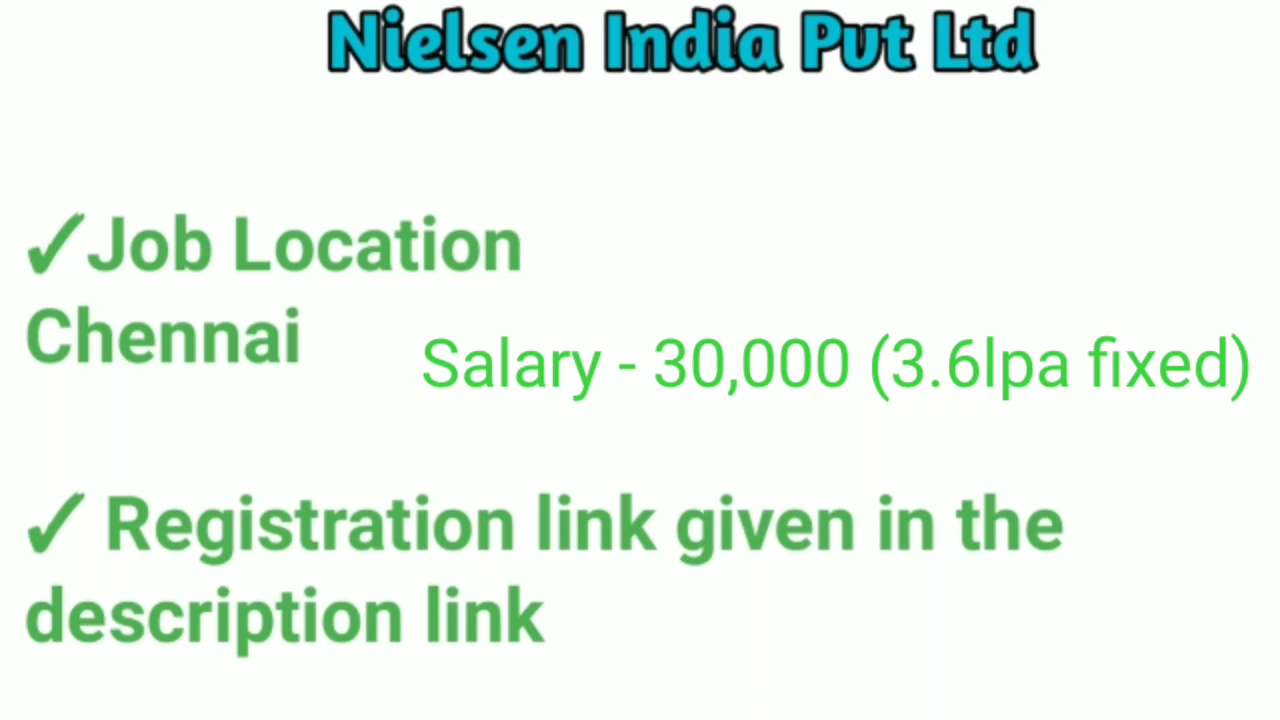 Nielsen India Pvt Ltd
✓Job Location
Chennai
Salary - 30,000 (3.6lpa fixed)
✓ Registration link given in the
description link